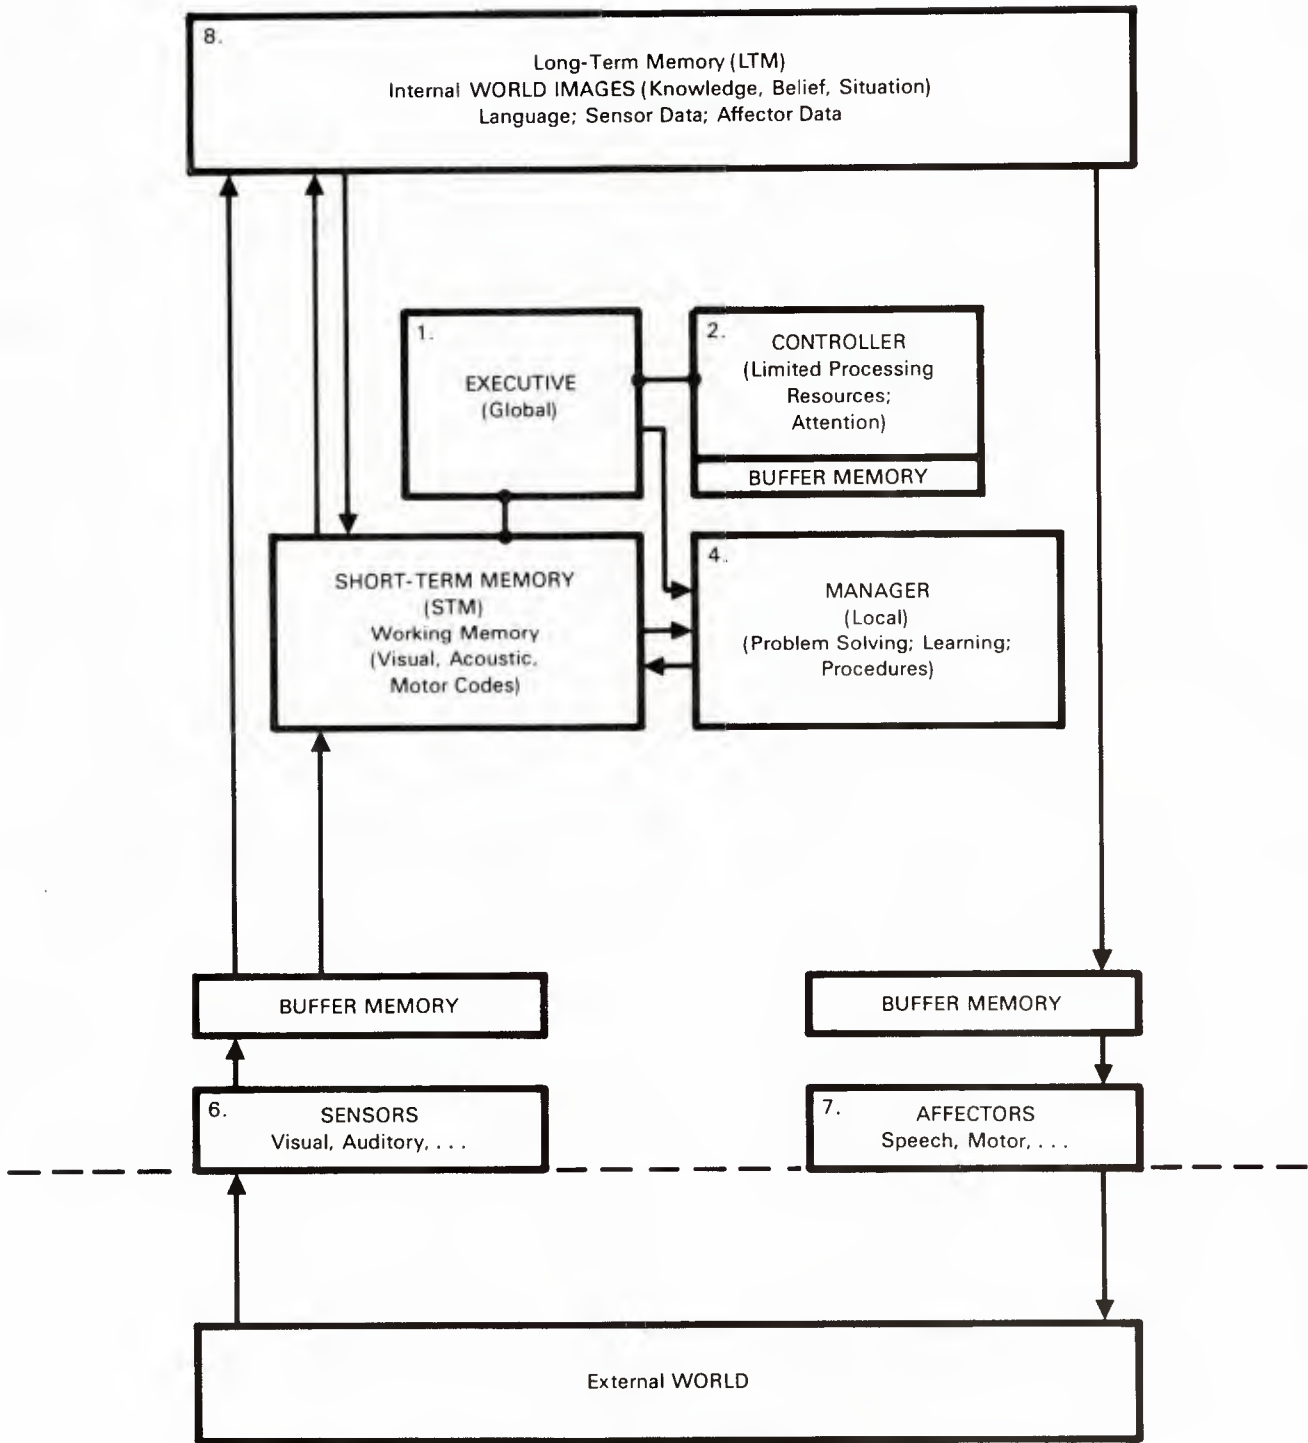 8.
Long-Term Memory (LTM)
Internal WORLD IMAGES (Knowledge, Belief, Situation)
Language; Sensor Data; Affector Data
1.
EXECUTIVE
(Global)
2.
CONTROLLER
(Limited Processing
Resources;
Attention)
BUFFER MEMORY
SHORT-TERM MEMORY
(STM)
Working Memory
(Visual, Acoustic,
Motor Codes)
4.
MANAGER
(Local)
(Problem Solving; Learning;
Procedures)
BUFFER MEMORY
BUFFER MEMORY
6.
SENSORS
Visual, Auditory, . . .
7.
AFFECTORS
Speech, Motor, . . .
External WORLD